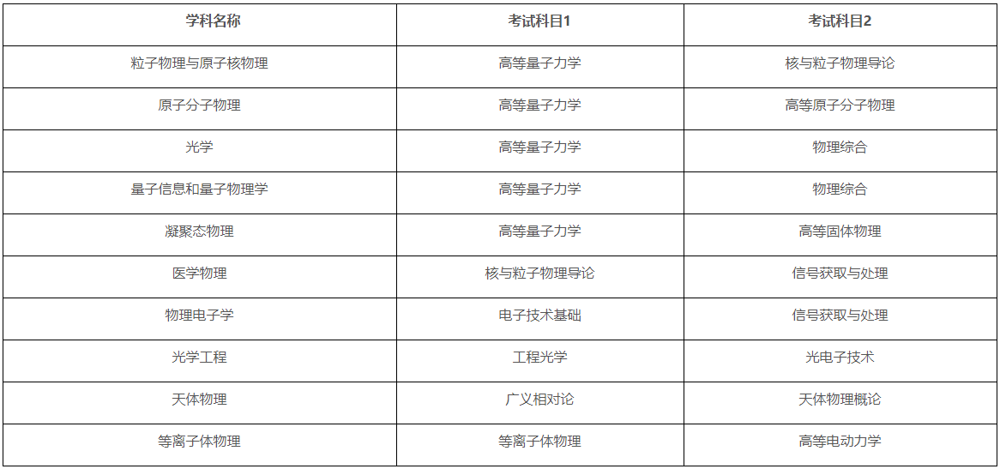 学科名称 考试科目1 考试科目2
粒子物理与原子核物理 高等量子力学 核与粒子物理导论
原子分子物理 高等量子力学 高等原子分子物理
光学 高等量子力学 物理综合
量子信息和量子物理学 高等量子力学 物理综合
凝聚态物理 高等量子力学 高等固体物理
医学物理 核与粒子物理导论 信号获取与处理
物理电子学 电子技术基础 信号获取与处理
光学工程 工程光学 光电子技术
天体物理 广义相对论 天体物理概论
等离子体物理 等离子体物理 高等电动力学